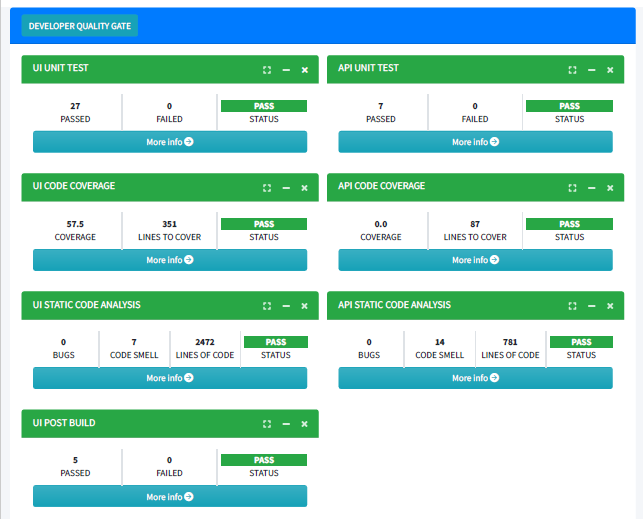 DEVELOPER QUALITY GATE
UI UNIT TEST
27 0 PASS
PASSED FAILED STATUS
More info
API UNIT TEST
7 0 PASS
PASSED FAILED STATUS
More info
UI CODE COVERAGE
57.5 351 PASS
COVERAGE LINES TO COVER STATUS
More info
API CODE COVERAGE
0.0 87 PASS
COVERAGE LINES TO COVER STATUS
More info
UI STATIC CODE ANALYSIS
0 7 2472 PASS
BUGS CODE SMELL LINES OF CODE STATUS
More info
API STATIC CODE ANALYSIS
0 14 781 PASS
BUGS CODE SMELL LINES OF CODE STATUS
More info
UI POST BUILD
5 0 PASS
PASSED FAILED STATUS
More info